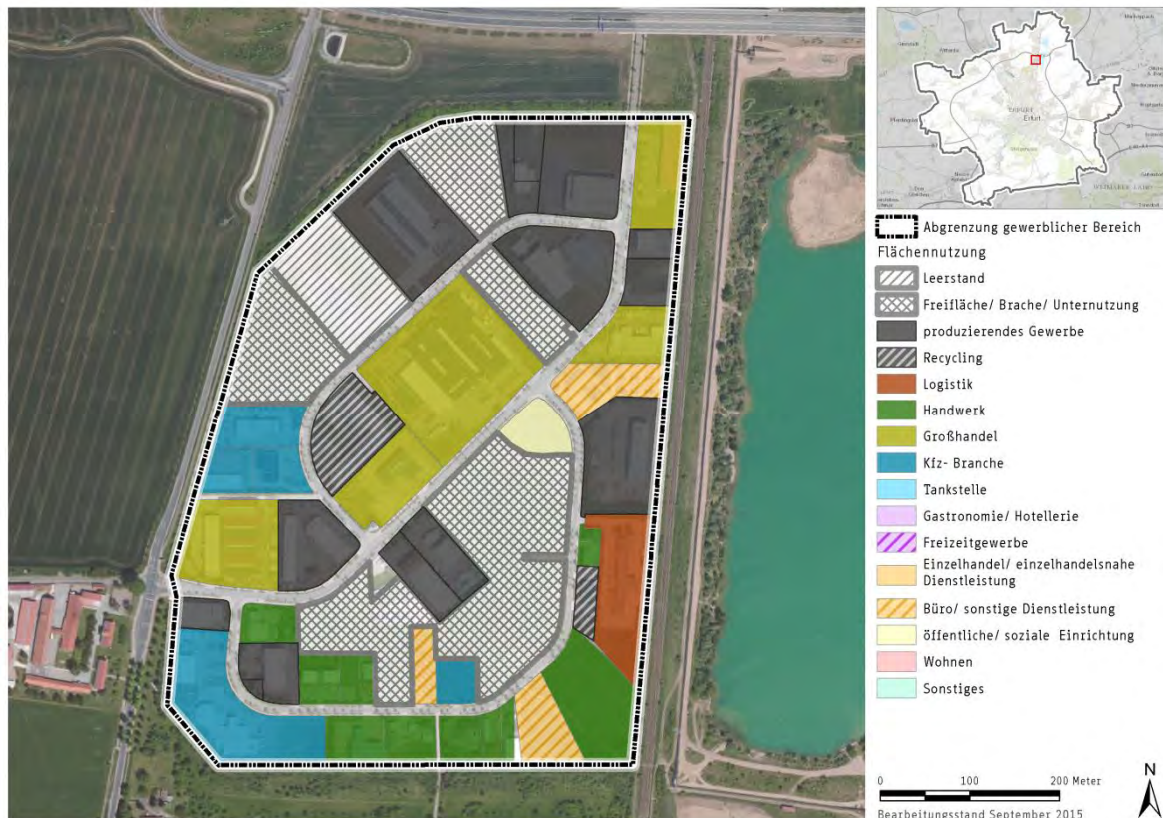 ERFURT
Erfurt
Abgrenzung gewerblicher Bereich
Flächennutzung
Leerstand
Freifläche/ Brache/ Unternutzung
produzierendes Gewerbe
Recycling
Logistik
Handwerk
Großhandel
Kfz- Branche
Tankstelle
Gastronomie/ Hotellerie
Freizeitgewerbe
Einzelhandel/ einzelhandelsnahe
Dienstleistung
Büro/ sonstige Dienstleistung
öffentliche/ soziale Einrichtung
Wohnen
Sonstiges
0 100 200 Meter
N
Bearbeitungsstand September 2015